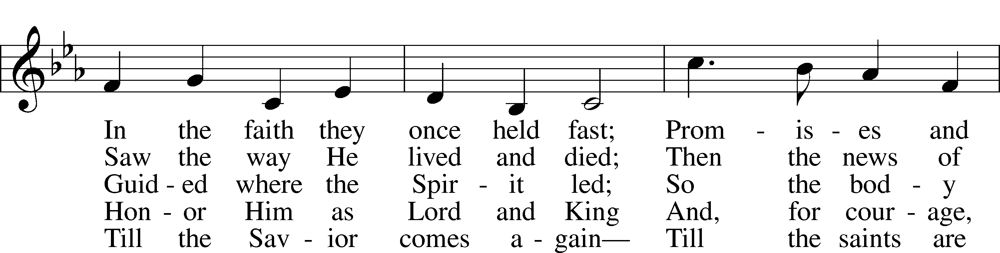 In the faith they once held fast; Prom - is - es and
Saw the way He lived and died; Then the news of
Guid - ed where the Spir - it led; So the bod - y
Hon - or Him as Lord and King And, for cour - age,
Till the Sav - ior comes a - gain— Till the saints are